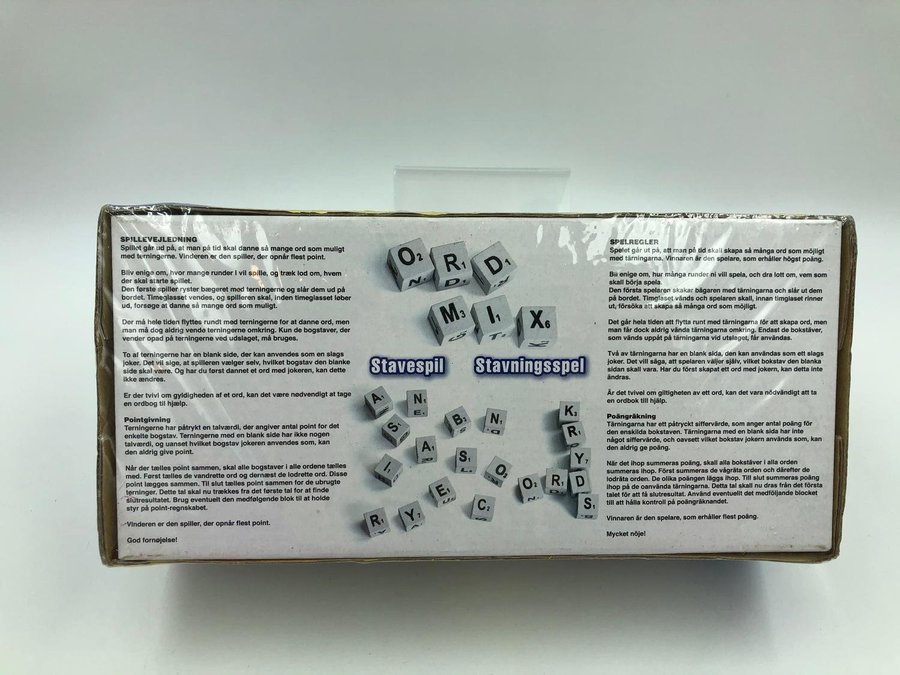 SPILLEVEJLEDNING
Spillet går ud på, at man på tid skal danne så mange ord som muligt
med terningerne. Vinderen er den spiller, der opnår flest point.
Bliv enige om, hvor mange runder I vil spille, og træk lod om, hvem
der skal starte spillet.
Den første spiller ryster bægeret med terningerne og slår dem ud på
bordet. Timeglasset vendes, og spilleren skal, inden timeglasset løber
ud, forsøge at danne så mange ord som muligt.
Der må hele tiden flyttes rundt med terningerne for at danne ord, men
man må dog aldrig vende terningerne omkring. Kun de bogstaver, der
vender opad på terningerne ved udslaget, må bruges.
To af terningerne har en blank side, der kan anvendes som en slags
joker. Det vil sige, at spilleren vælger selv, hvilket bogstav den blanke
side skal være. Og har du først dannet et ord med jokeren, kan dette
ikke ændres.
Er der tvivl om gyldigheden af et ord, kan det være nødvendigt at tage
en ordbog til hjælp.
Pointgivning
Terningerne har påtrykt en talværdi, der angiver antal point for det
enkelte bogstav. Terningerne med en blank side har ikke nogen
talværdi, og uanset hvilket bogstav jokeren anvendes som, kan
den aldrig give point.
Når der tælles point sammen, skal alle bogstaver i alle ordene tælles
med. Først tælles de vandrette ord og dernæst de lodrette ord. Disse
point lægges sammen. Til slut tælles point sammen for de ubrugte
terninger. Dette tal skal nu trækkes fra det første tal for at finde
slutresultatet. Brug eventuelt den medfølgende blok til at holde
styr på point-regnskabet.
Vinderen er den spiller, der opnår flest point.
God fornøjelse!
O2 R1 D1
M3 I1 X6
Stavespil Stavningsspel
A1 N1
S1 B N1
A1
I1 S1 O2
R1 Y E1 C2
K3
R1
Y
O2 R D
S1
SPELREGLER
Spelet går ut på, att man på tid skall skapa så många ord som möjligt
med tärningarna. Vinnaren är den spelare, som erhåller högst poäng.
Bli enige om, hur många runder ni vill spela, och dra lott om, vem som
skall börja spela.
Den första spelaren skakar bägaren med tärningarna och slår ut dem
på bordet. Timglaset vänds och spelaren skall, innan timglaset rinner
ut, försöka att skapa så många ord som möjligt.
Det går hela tiden att flytta runt med tärningarna för att skapa ord, men
man får dock aldrig vända tärningarna omkring. Endast de bokstäver,
som vender uppåt på tärningarna vid utslaget, får användas.
Två av tärningarna har en blank sida, den kan användas som ett slags
joker. Det vill säga, att spelaren väljer själv, vilket bokstav den blanka
sidan skall vara. Har du först skapat ett ord med jokern, kan detta inte
ändras.
Är det tvivel om giltigheten av ett ord, kan det vara nödvändigt att ta
en ordbok till hjälp.
Poängräkning
Tärningarna har ett påtryckt siffervärde, som anger antal poäng för
den enskilda bokstaven. Tärningarna med en blank sida har inte
något siffervärde, och oavsett vilket bokstav jokern används som, kan
den aldrig ge poäng.
När det ihop summeras poäng, skall alla bokstäver i alla orden
summeras ihop. Först summeras de vågräta orden och därefter de
lodräta orden. De olika poängen läggs ihop. Till slut summeras poäng
ihop på de oanvända tärningarna. Detta tal skall nu dras från det första
talet för att få slutresultat. Använd eventuellt det medföljande blocket
till att hålla kontroll på poängräknandet.
Vinnaren är den spelare, som erhåller flest poäng.
Mycket nöje!